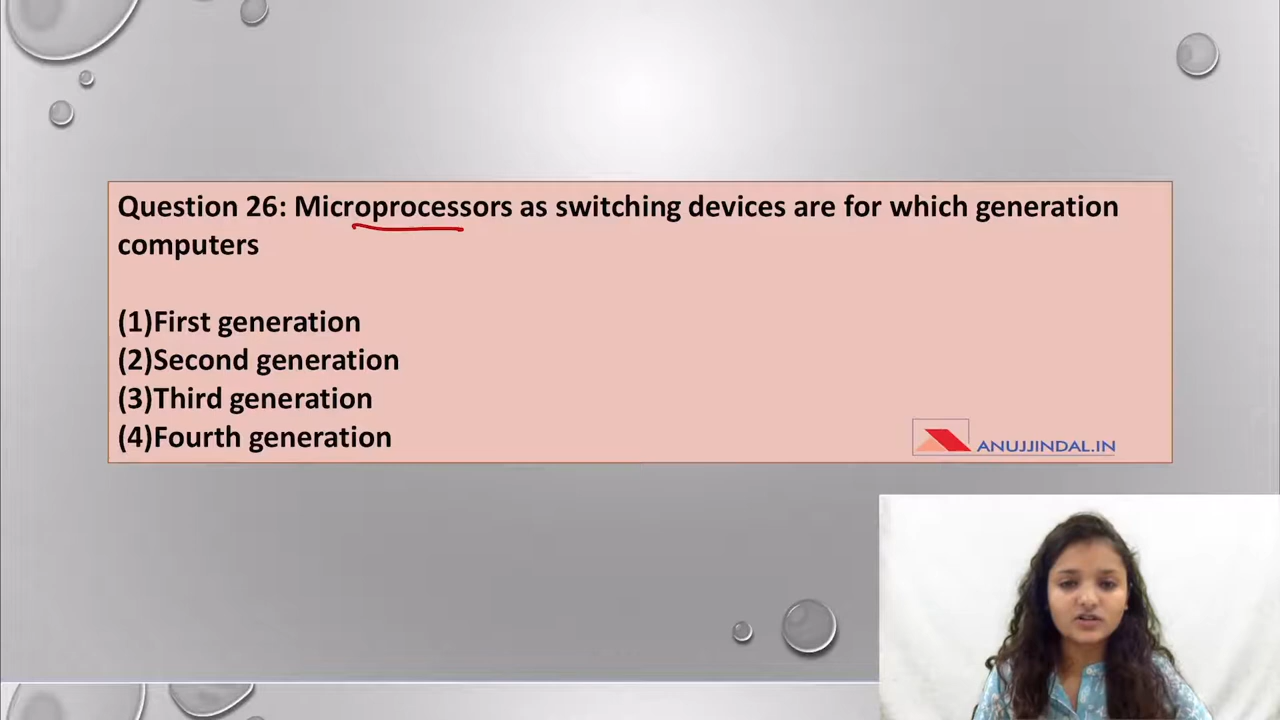 Question 26: Microprocessors as switching devices are for which generation
computers
(1)First generation
(2)Second generation
(3)Third generation
(4)Fourth generation
ANUJJINDAL.IN